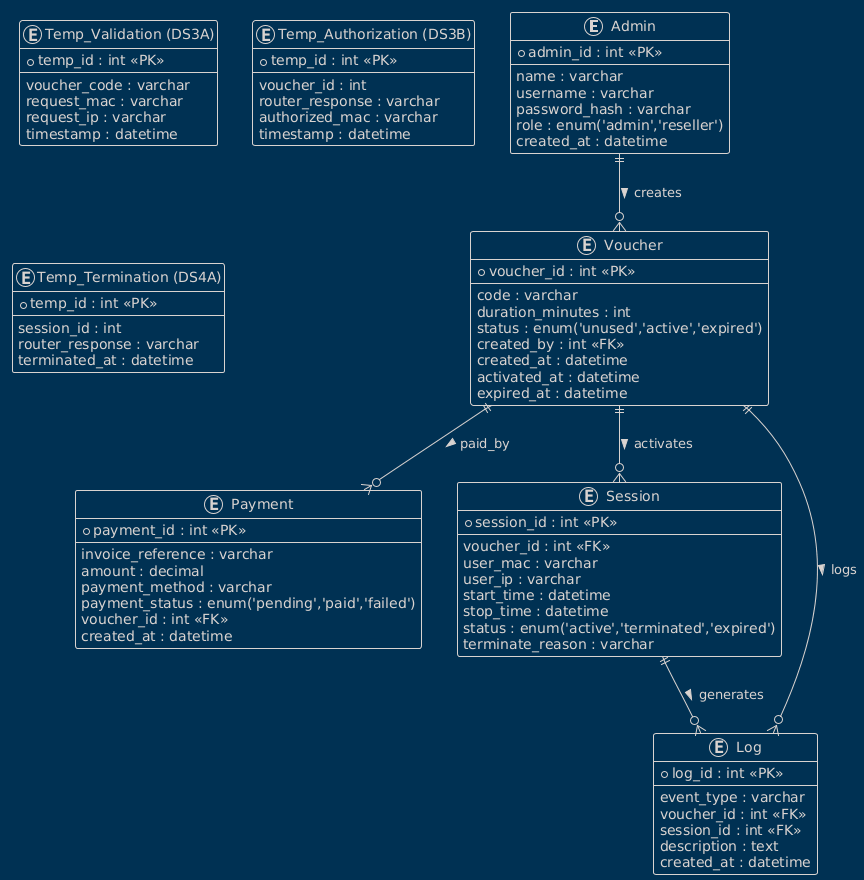 E Temp_Validation (DS3A)
temp_id : int «PK»
voucher_code : varchar
request_mac : varchar
request_ip : varchar
timestamp : datetime
E Temp_Authorization (DS3B)
temp_id : int «PK»
voucher_id : int
router_response : varchar
authorized_mac : varchar
timestamp : datetime
E Admin
admin_id : int «PK»
name : varchar
username : varchar
password_hash : varchar
role : enum('admin','reseller')
created_at : datetime
creates
E Temp_Termination (DS4A)
temp_id : int «PK»
session_id : int
router_response : varchar
terminated_at : datetime
E Voucher
voucher_id : int «PK»
code : varchar
duration_minutes : int
status : enum('unused','active','expired')
created_by : int «FK»
created_at : datetime
activated_at : datetime
expired_at : datetime
paid_by
activates
logs
E Payment
payment_id : int «PK»
invoice_reference : varchar
amount : decimal
payment_method : varchar
payment_status : enum('pending','paid','failed')
voucher_id : int «FK»
created_at : datetime
E Session
session_id : int «PK»
voucher_id : int «FK»
user_mac : varchar
user_ip : varchar
start_time : datetime
stop_time : datetime
status : enum('active','terminated','expired')
terminate_reason : varchar
generates
E Log
log_id : int «PK»
event_type : varchar
voucher_id : int «FK»
session_id : int «FK»
description : text
created_at : datetime